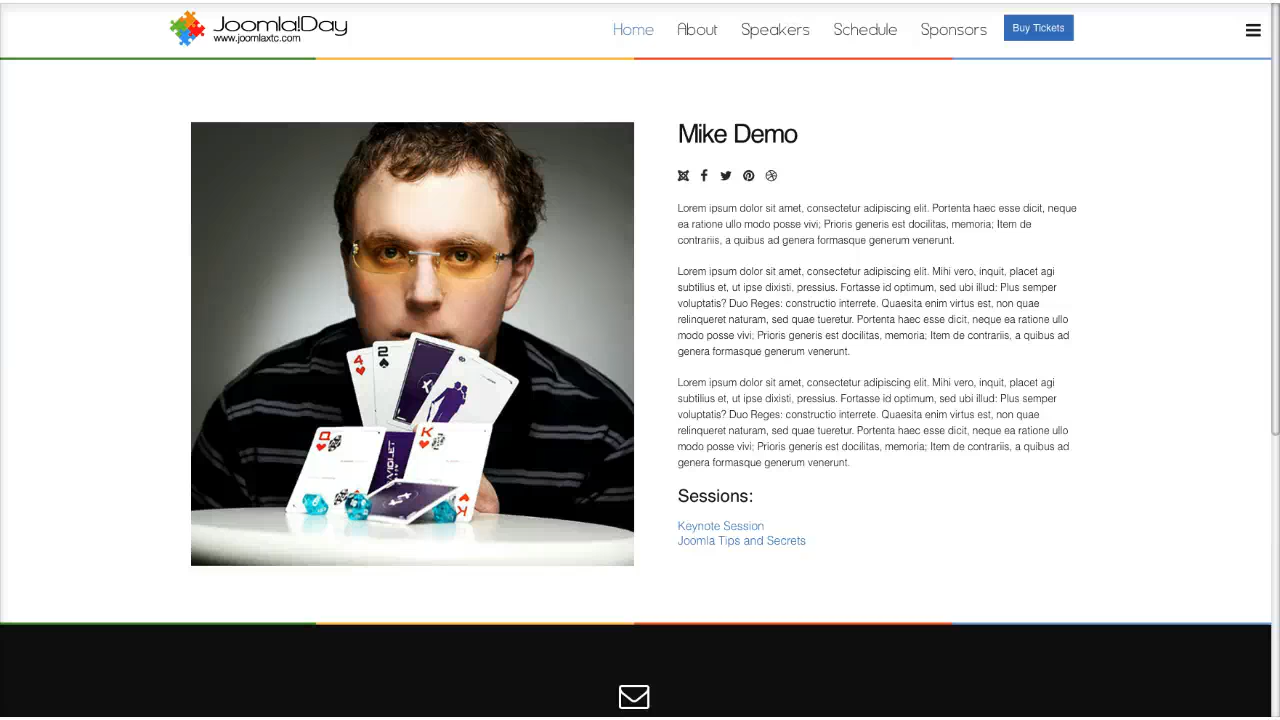 Joomla!Day
www.joomlaxtc.com
Home About Speakers Schedule Sponsors Buy Tickets
Mike Demo
Lorem ipsum dolor sit amet, consectetur adipiscing elit. Portenta haec esse dicit, neque
ea ratione ullo modo posse vivi; Prioris generis est docilitas, memoria; Item de
contrariis, a quibus ad genera formasque generum venerunt.
Lorem ipsum dolor sit amet, consectetur adipiscing elit. Mihi vero, inquit, placet agi
subtilius et, ut ipse dixisti, pressius. Fortasse id optimum, sed ubi illud: Plus semper
voluptatis? Duo Reges: constructio interrete. Quaesita enim virtus est, non quae
relinqueret naturam, sed quae tueretur. Portenta haec esse dicit, neque ea ratione ullo
modo posse vivi; Prioris generis est docilitas, memoria; Item de contrariis, a quibus ad
genera formasque generum venerunt.
Lorem ipsum dolor sit amet, consectetur adipiscing elit. Mihi vero, inquit, placet agi
subtilius et, ut ipse dixisti, pressius. Fortasse id optimum, sed ubi illud: Plus semper
voluptatis? Duo Reges: constructio interrete. Quaesita enim virtus est, non quae
relinqueret naturam, sed quae tueretur. Portenta haec esse dicit, neque ea ratione ullo
modo posse vivi; Prioris generis est docilitas, memoria; Item de contrariis, a quibus ad
genera formasque generum venerunt.
Sessions:
Keynote Session
Joomla Tips and Secrets
4
2
Q
K
VIOLET
K